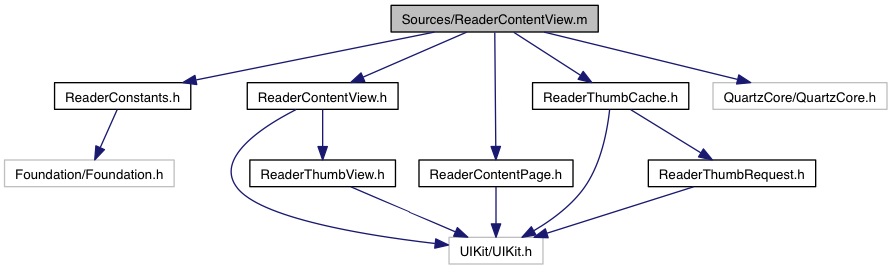 Sources/ReaderContentView.m
ReaderConstants.h
ReaderContentView.h
ReaderThumbCache.h
QuartzCore/QuartzCore.h
Foundation/Foundation.h
ReaderThumbView.h
ReaderContentPage.h
ReaderThumbRequest.h
UIKit/UIKit.h